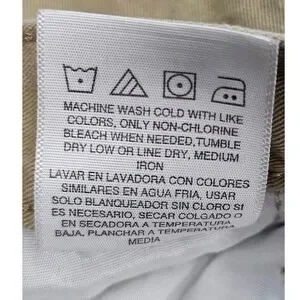 MACHINE WASH COLD WITH LIKE
COLORS, ONLY NON-CHLORINE
BLEACH WHEN NEEDED, TUMBLE
DRY LOW OR LINE DRY, MEDIUM
IRON
LAVAR EN LAVADORA CON COLORES
SIMILARES EN AGUA FRIA, USAR
SOLO BLANQUEADOR SIN CLORO SI
ES NECESARIO, SECAR COLGADO O
EN SECADORA A TEMPERATURA
BAJA, PLANCHAR A TEMPERATURA
MEDIA